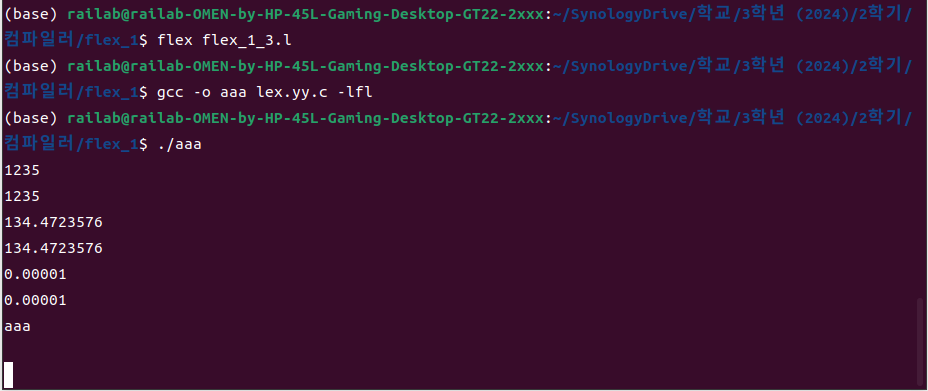 (base) railab@railab-OMEN-by-HP-45L-Gaming-Desktop-GT22-2xxx:~/SynologyDrive/학교/3학년 (2024)/2학기/
컴파일러/flex_1$ flex flex_1_3.l
(base) railab@railab-OMEN-by-HP-45L-Gaming-Desktop-GT22-2xxx:~/SynologyDrive/학교/3학년 (2024)/2학기/
컴파일러/flex_1$ gcc -o aaa lex.yy.c -lfl
(base) railab@railab-OMEN-by-HP-45L-Gaming-Desktop-GT22-2xxx:~/SynologyDrive/학교/3학년 (2024)/2학기/
컴파일러/flex_1$ ./aaa
1235
1235
134.4723576
134.4723576
0.00001
0.00001
aaa